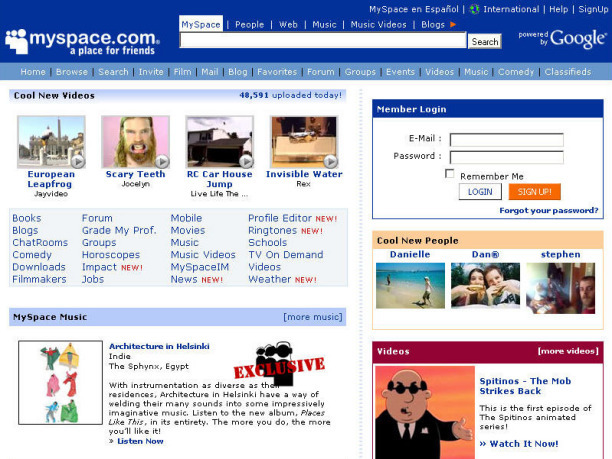 MySpace en Español | International | Help | SignUp
myspace.com
a place for friends
MySpace | People | Web | Music | Music Videos | Blogs
Search
powered by Google
Home | Browse | Search | Invite | Film | Mail | Blog | Favorites | Forum | Groups | Events | Videos | Music | Comedy | Classifieds
Cool New Videos 48,591 uploaded today!
European Leapfrog
Jayvideo
Scary Teeth
Jocelyn
RC Car House Jump
Live Life The ...
Invisible Water
Rex
Books Forum Mobile Profile Editor NEW!
Blogs Grade My Prof. Movies Ringtones NEW!
ChatRooms Groups Music Schools
Comedy Horoscopes Music Videos TV On Demand
Downloads Impact NEW! MySpaceIM Videos
Filmmakers Jobs News NEW! Weather NEW!
MySpace Music [more music]
Architecture in Helsinki
Indie
The Sphynx, Egypt
EXCLUSIVE
With instrumentation as diverse as their
residences, Architecture in Helsinki have a way of
welding their many sounds into some impressively
imaginative music. Listen to the new album, Places
Like This, in its entirety. The more you do, the more
you'll like it!
» Listen Now
Member Login
E-Mail :
Password :
Remember Me
LOGIN SIGN UP!
Forgot your password?
Cool New People
Danielle Dan® stephen
Videos [more videos]
Spitinos - The Mob
Strikes Back
This is the first episode of
The Spitinos animated
series!
» Watch It Now!